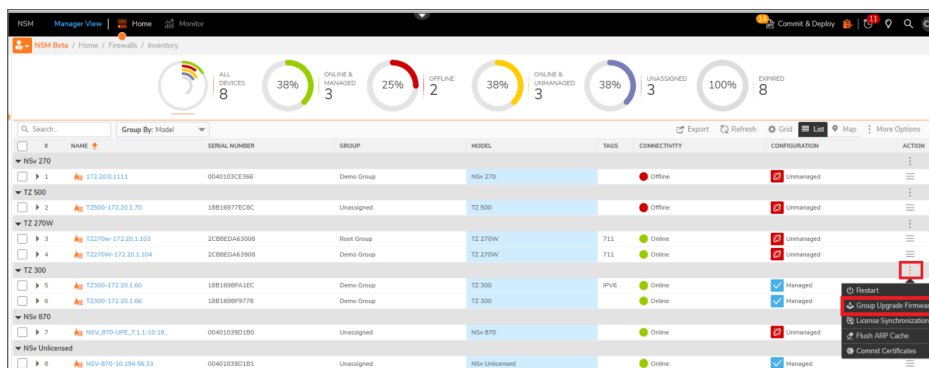 NSM Manager View Home Monitor 14 Commit & Deploy 11
NSM Beta / Home / Firewalls / Inventory
ALL DEVICES 8
38% ONLINE & MANAGED 3
25% OFFLINE 2
38% ONLINE & UNMANAGED 3
38% UNASSIGNED 3
100% EXPIRED 8
Search... Group By: Model Export Refresh Grid List Map More Options
# NAME SERIAL NUMBER GROUP MODEL TAGS CONNECTIVITY CONFIGURATION ACTION
NSv 270
1 172.20.0.1111 0040103CE366 Demo Group NSv 270 Offline Unmanaged
TZ 500
2 TZ500-172.20.1.70 18B16977EC8C Unassigned TZ 500 Offline Unmanaged
TZ 270W
3 TZ270w-172.20.1.103 2CB8EDA63008 Root Group TZ 270W 711 Online Unmanaged
4 TZ270W-172.20.1.104 2CB8EDA63908 Demo Group TZ 270W 711 Online Unmanaged
TZ 300
5 TZ300-172.20.1.60 18B169BFA1EC Demo Group TZ 300 IPV6 Online Managed
6 TZ300-172.20.1.66 18B169BF9778 Demo Group TZ 300 Online Managed
Restart
Group Upgrade Firmwar
License Synchronization
Flush ARP Cache
Commit Certificates
NSv 870
7 NSV_870-UPE_7.1.1-10.19... 00401039D1B0 Unassigned NSv 870 Online Unmanaged
NSv Unlicensed
8 NSV-870-10.194.56.33 00401039D1B1 Unassigned NSv Unlicensed Online Managed